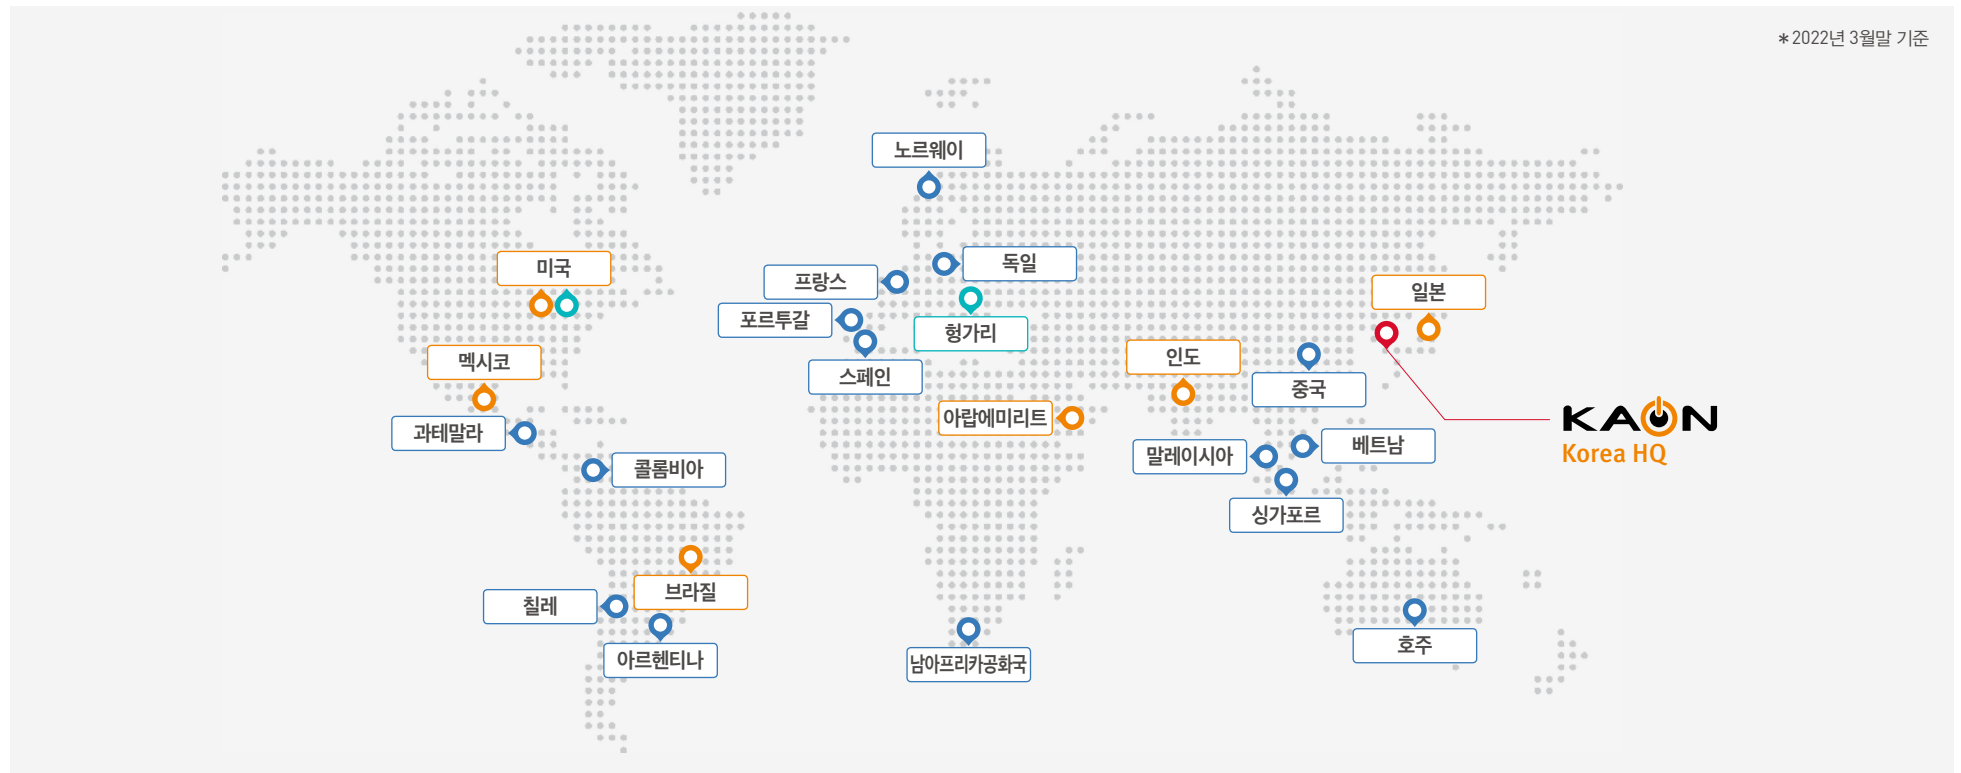 *2022년 3월말 기준
노르웨이
독일
프랑스
미국
일본
포르투갈
헝가리
스페인
멕시코
인도
중국
아랍에미리트
과테말라
KAON
Korea HQ
베트남
말레이시아
콜롬비아
싱가포르
브라질
칠레
호주
아르헨티나
남아프리카공화국